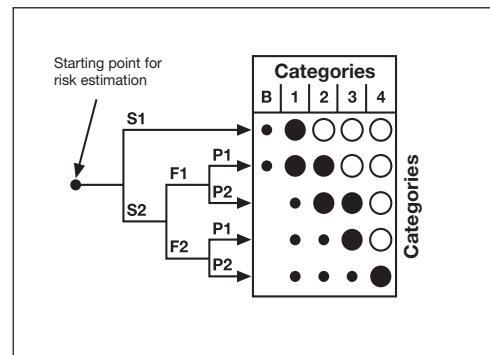 Starting point for
risk estimation
Categories
B 1 2 3 4
S1
P1
F1
P2
S2
P1
F2
P2
Categories